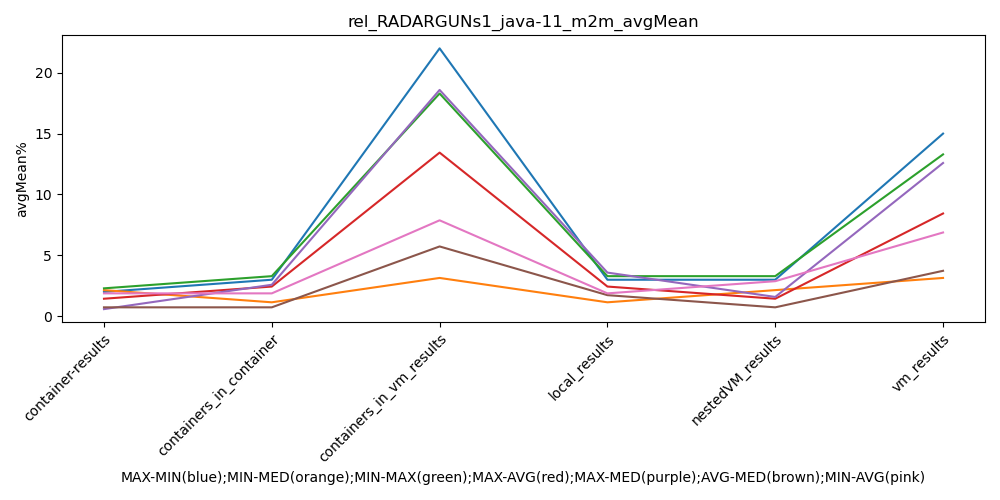 rel_RADARGUNs1_java-11_m2m_avgMean
avgMean%
20
15
10
5
0
container-results
containers_in_container
containers_in_vm_results
local_results
nestedVM_results
vm_results
MAX-MIN(blue);MIN-MED(orange);MIN-MAX(green);MAX-AVG(red);MAX-MED(purple);AVG-MED(brown);MIN-AVG(pink)